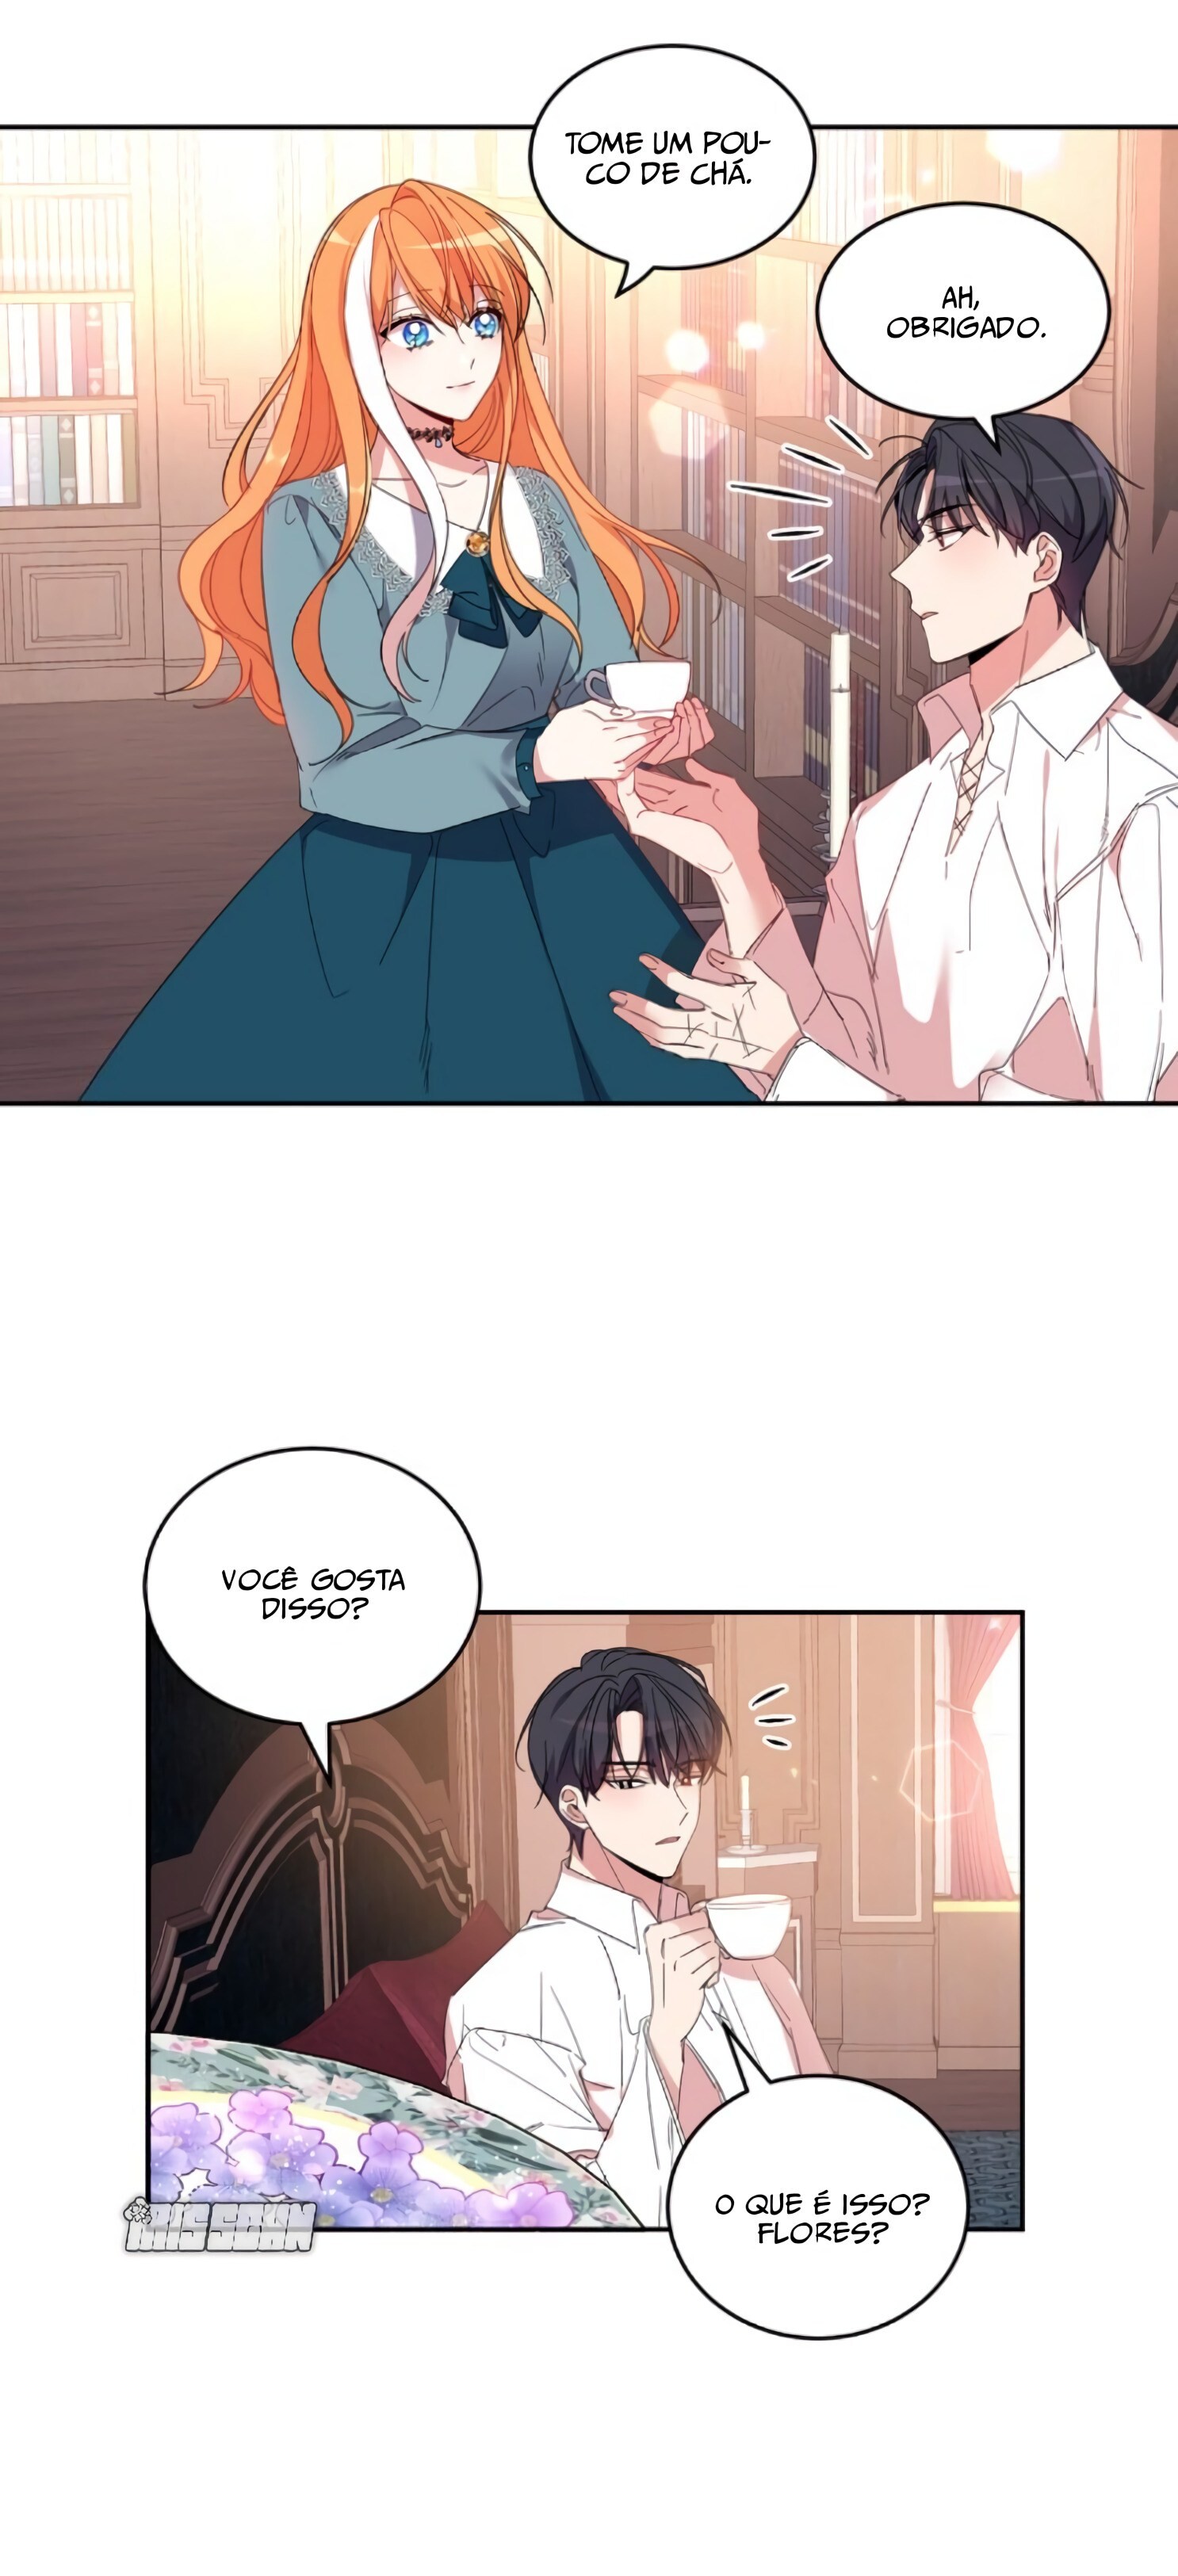 TOME UM POU-
CO DE CHÁ.
AH,
OBRIGADO.
VOCÊ GOSTA
DISSO?
O QUE É ISSO?
FLORES?